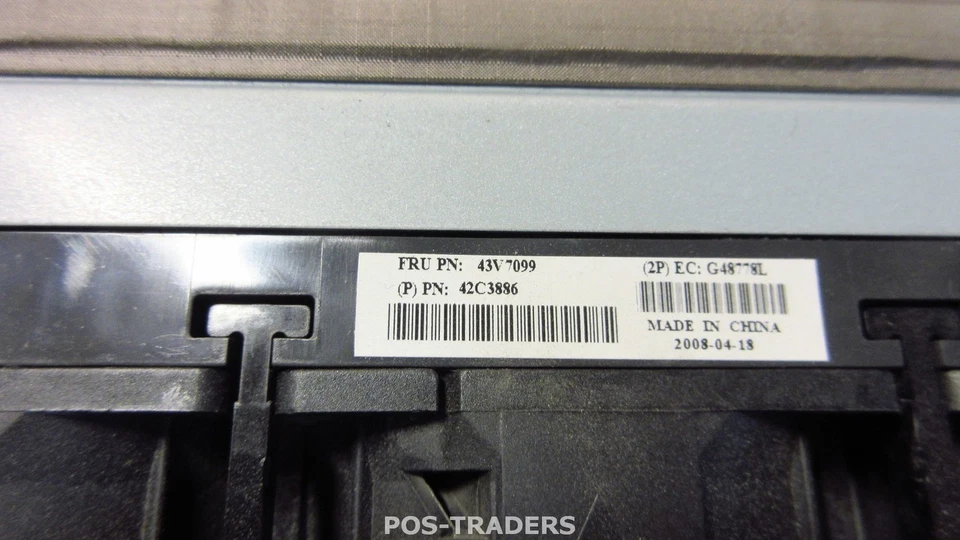 FRU PN: 43V7099
(P) PN: 42C3886
(2P) EC: G48778L
MADE IN CHINA
2008-04-18
POS-TRADERS